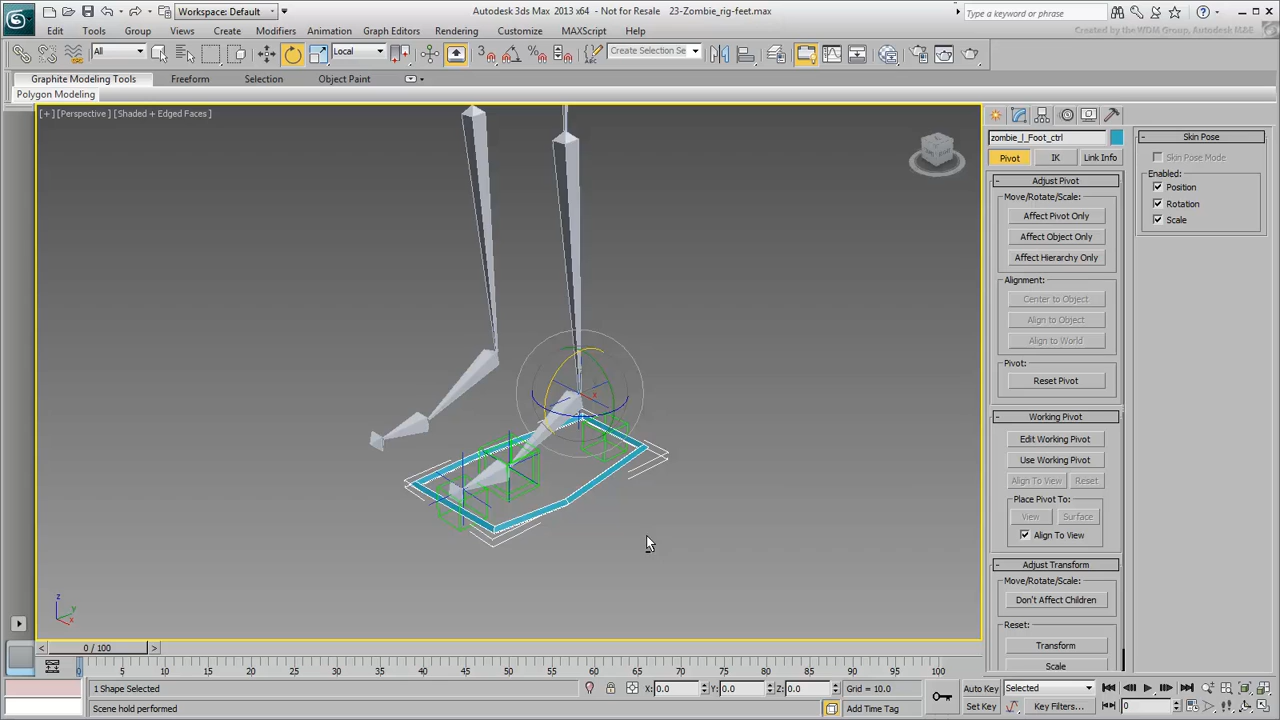 Workspace: Default
Autodesk 3ds Max 2013 x64 - Not for Resale 23-Zombie_rig-feet.max
Type a keyword or phrase
Edit Tools Group Views Create Modifiers Animation Graph Editors Rendering Customize MAXScript Help
Created by the WDM Group, Autodesk M&E
All
Local
Create Selection Se
Graphite Modeling Tools Freeform Selection Object Paint
Polygon Modeling
[ + ] [Perspective ] [Shaded + Edged Faces ]
zombie_l_Foot_ctrl
Pivot IK Link Info
Adjust Pivot
Move/Rotate/Scale:
Affect Pivot Only
Affect Object Only
Affect Hierarchy Only
Alignment:
Center to Object
Align to Object
Align to World
Pivot:
Reset Pivot
Working Pivot
Edit Working Pivot
Use Working Pivot
Align To View Reset
Place Pivot To:
View Surface
Align To View
Adjust Transform
Move/Rotate/Scale:
Don't Affect Children
Reset:
Transform
Scale
Skin Pose
Skin Pose Mode
Enabled:
Position
Rotation
Scale
z
y
x
0 / 100
0 5 10 15 20 25 30 35 40 45 50 55 60 65 70 75 80 85 90 95 100
1 Shape Selected
X: 0.0 Y: 0.0 Z: 0.0 Grid = 10.0
Auto Key Selected
Scene hold performed
Add Time Tag
Set Key Key Filters... 0